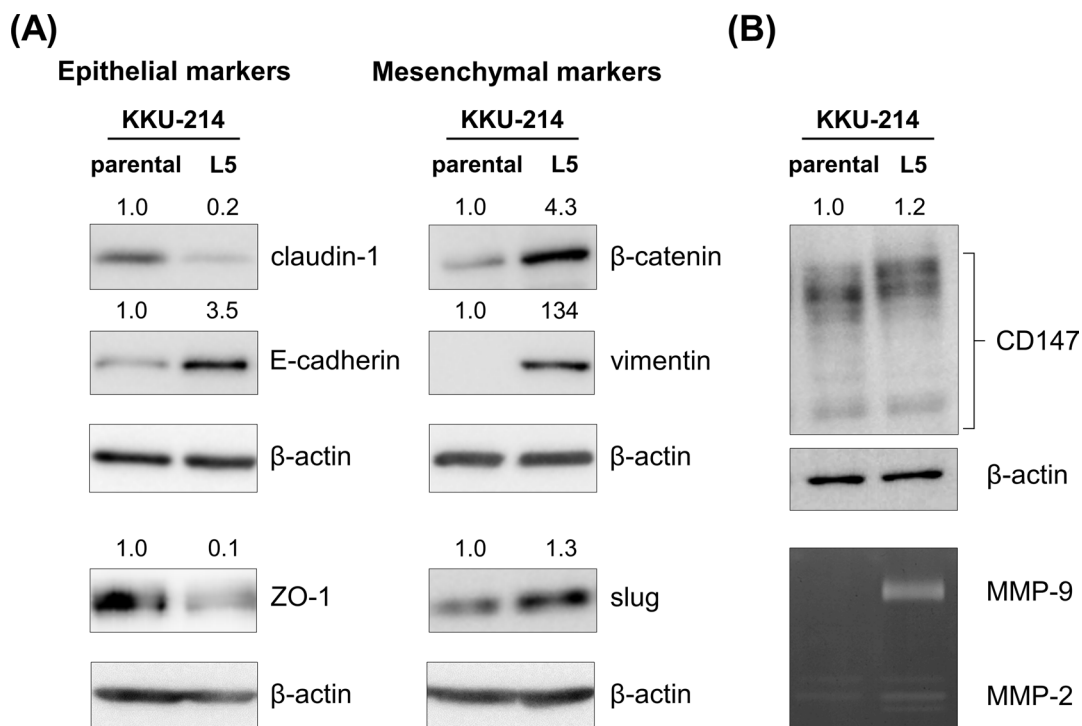 (A)
Epithelial markers
KKU-214
parental L5
1.0 0.2
claudin-1
1.0 3.5
E-cadherin
β-actin
1.0 0.1
ZO-1
β-actin
Mesenchymal markers
KKU-214
parental L5
1.0 4.3
β-catenin
1.0 134
vimentin
β-actin
1.0 1.3
slug
β-actin
(B)
KKU-214
parental L5
1.0 1.2
CD147
β-actin
MMP-9
MMP-2